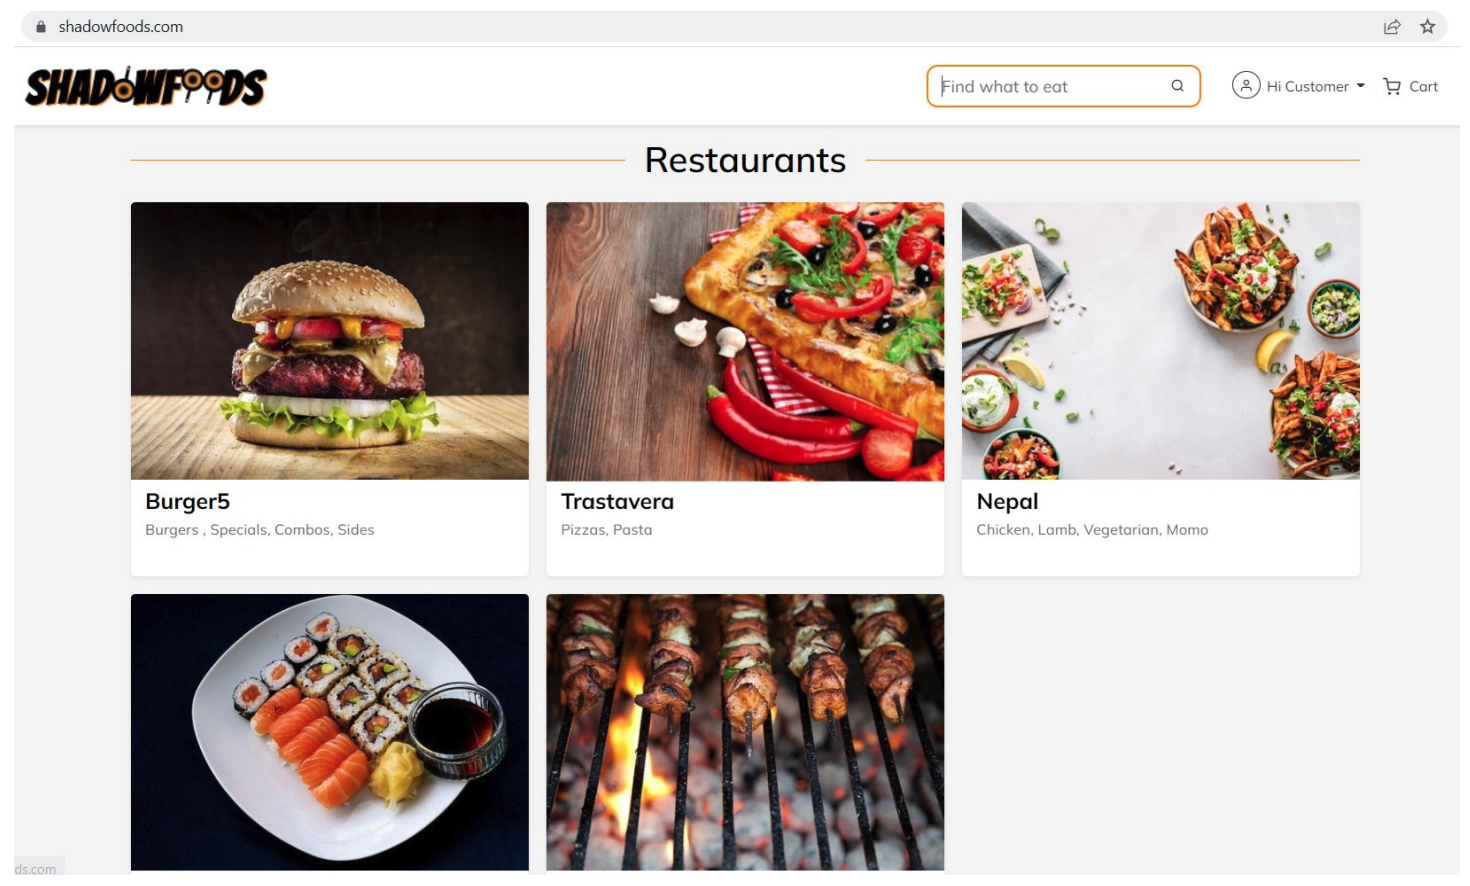 shadowfoods.com
SHADOWFOODS
Find what to eat
Hi Customer
Cart
Restaurants
Burger5
Burgers , Specials, Combos, Sides
Trastavera
Pizzas, Pasta
Nepal
Chicken, Lamb, Vegetarian, Momo
ds.com